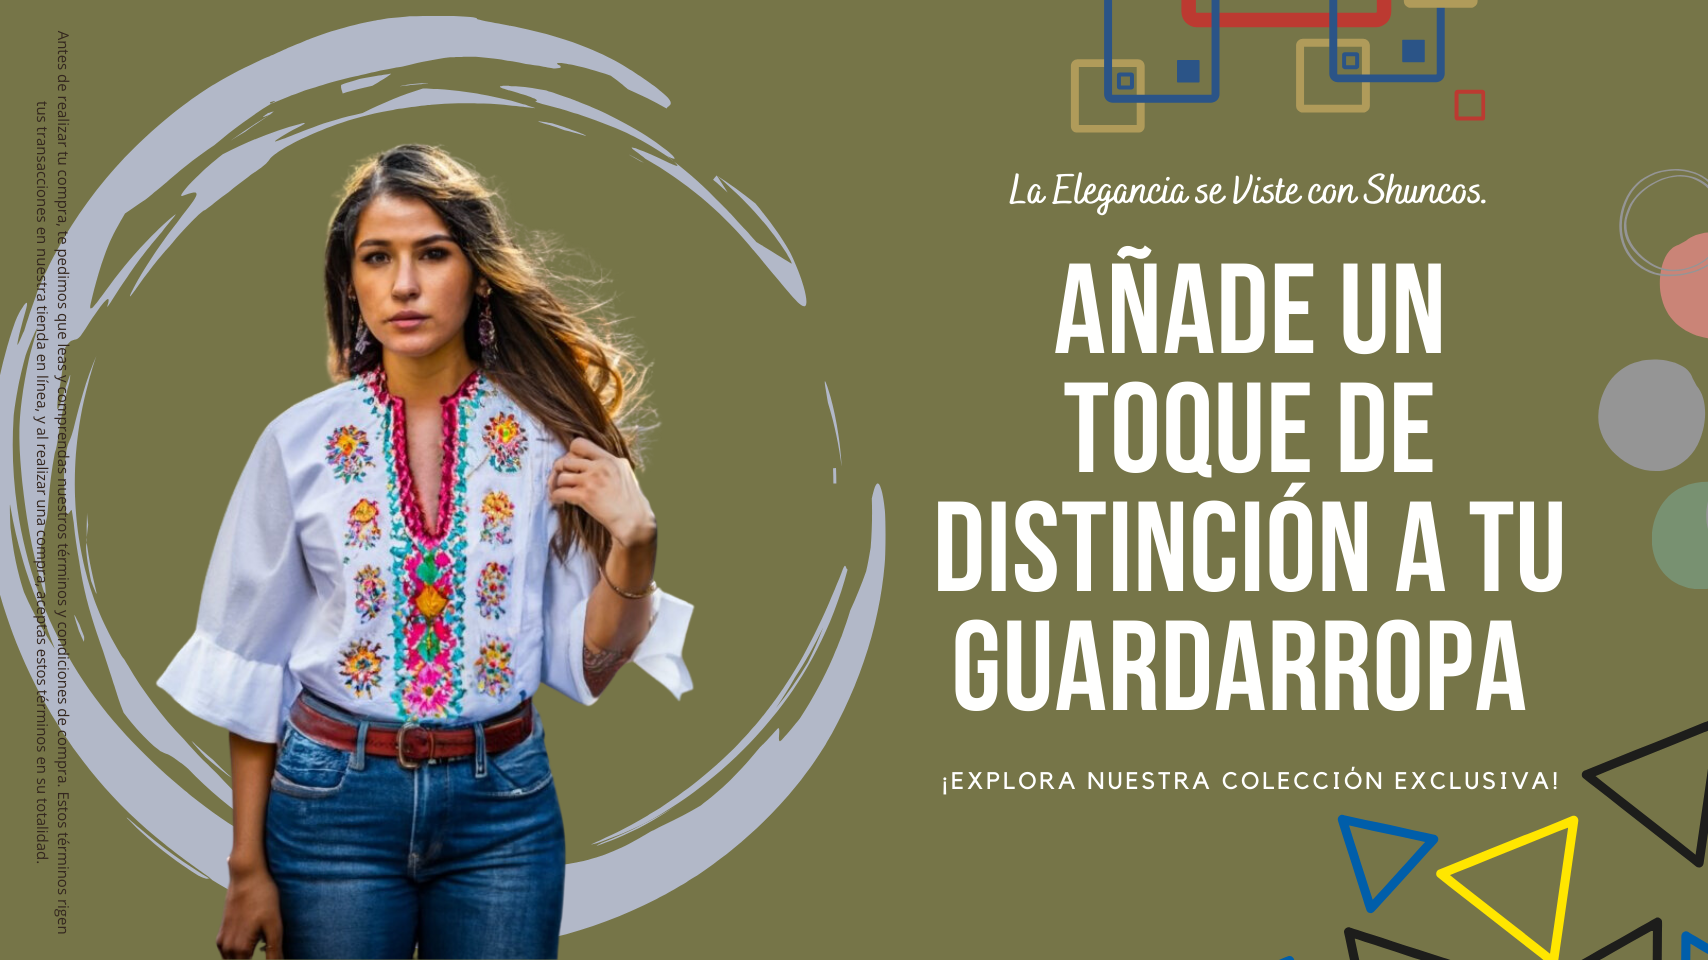 La Elegancia se Viste con Shuncos.
AÑADE UN
TOQUE DE
DISTINCIÓN A TU
GUARDARROPA
¡EXPLORA NUESTRA COLECCIÓN EXCLUSIVA!
Antes de realizar tu compra, te pedimos que leas y comprendas nuestros términos y condiciones de compra. Estos términos rigen
tus transacciones en nuestra tienda en línea, y al realizar una compra, aceptas estos términos en su totalidad.